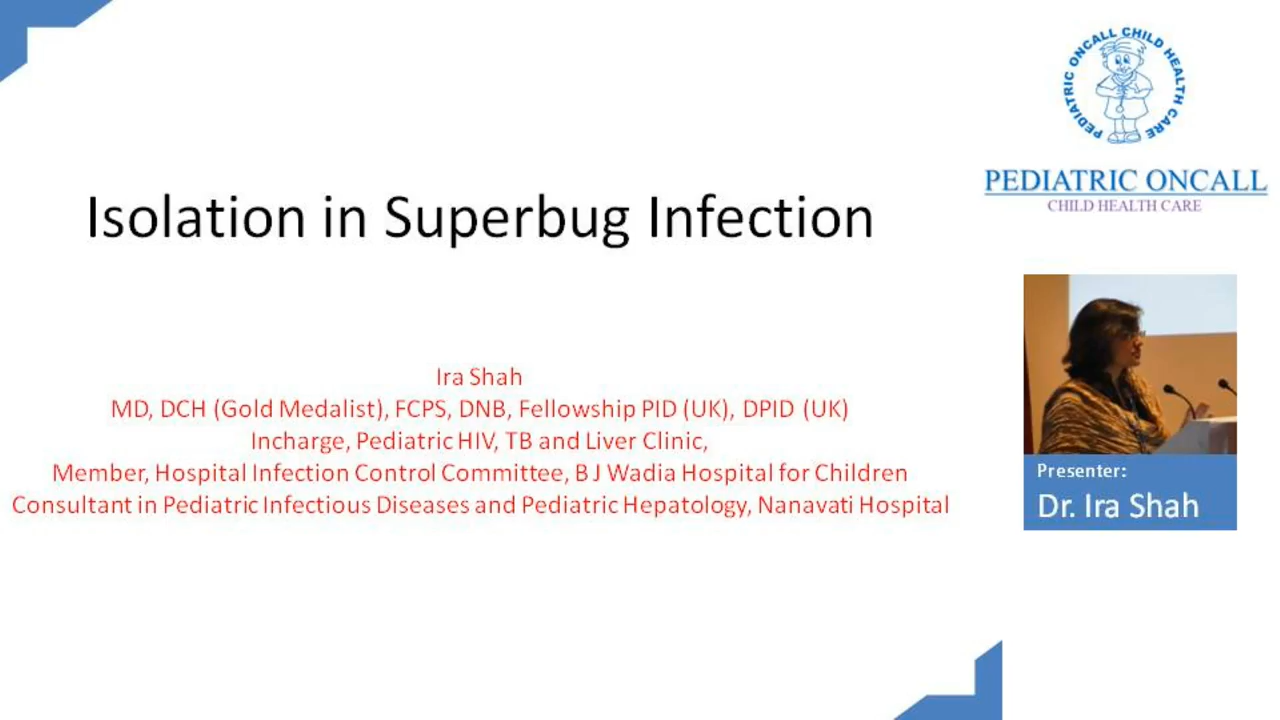 Isolation in Superbug Infection
Ira Shah
MD, DCH (Gold Medalist), FCPS, DNB, Fellowship PID (UK), DPID (UK)
Incharge, Pediatric HIV, TB and Liver Clinic,
Member, Hospital Infection Control Committee, B J Wadia Hospital for Children
Consultant in Pediatric Infectious Diseases and Pediatric Hepatology, Nanavati Hospital
PEDIATRIC ONCALL CHILD HEALTH CARE
PEDIATRIC ONCALL
CHILD HEALTH CARE
Presenter:
Dr. Ira Shah